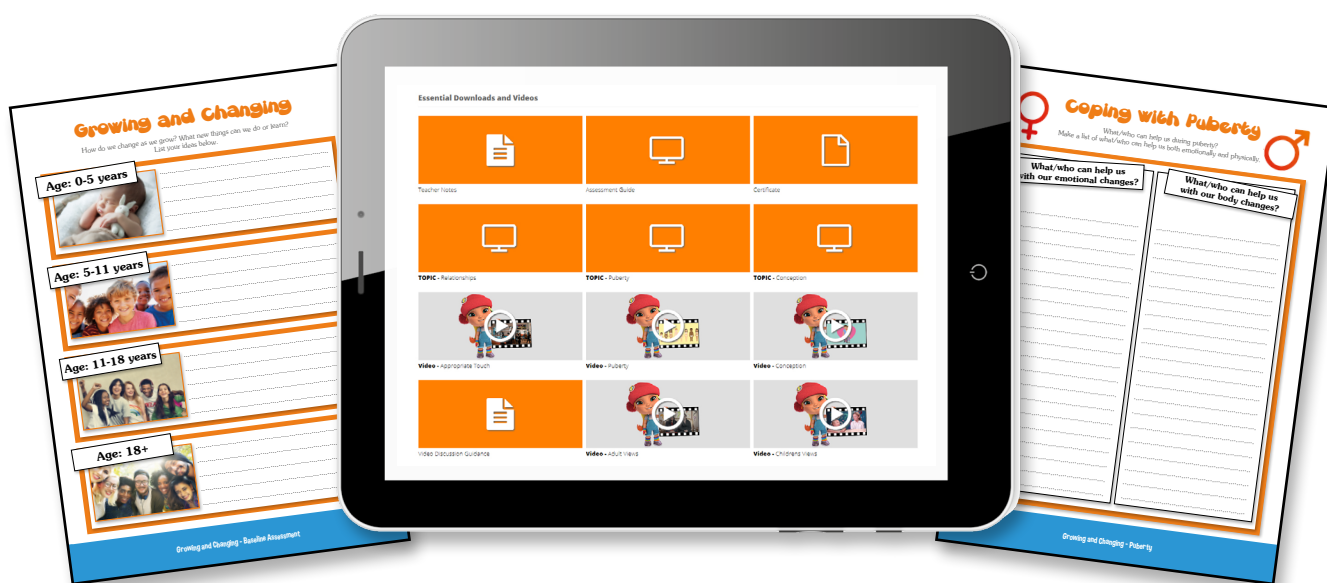 Growing and Changing
How do we change as we grow? What new things can we do or learn?
List your ideas below.
Age: 0-5 years
Age: 5-11 years
Age: 11-18 years
Age: 18+
Growing and Changing - Baseline Assessment
Essential Downloads and Videos
Teacher Notes
Assessment Guide
Certificate
TOPIC - Relationships
TOPIC - Puberty
TOPIC - Conception
Video - Appropriate Touch
Video - Puberty
Video - Conception
Video Discussion Guidance
Video - Adult Views
Video - Childrens Views
Coping with Puberty
What/who can help us during puberty?
Make a list of what/who can help us both emotionally and physically.
What/who can help us
with our emotional changes?
What/who can help us
with our body changes?
Growing and Changing - Puberty